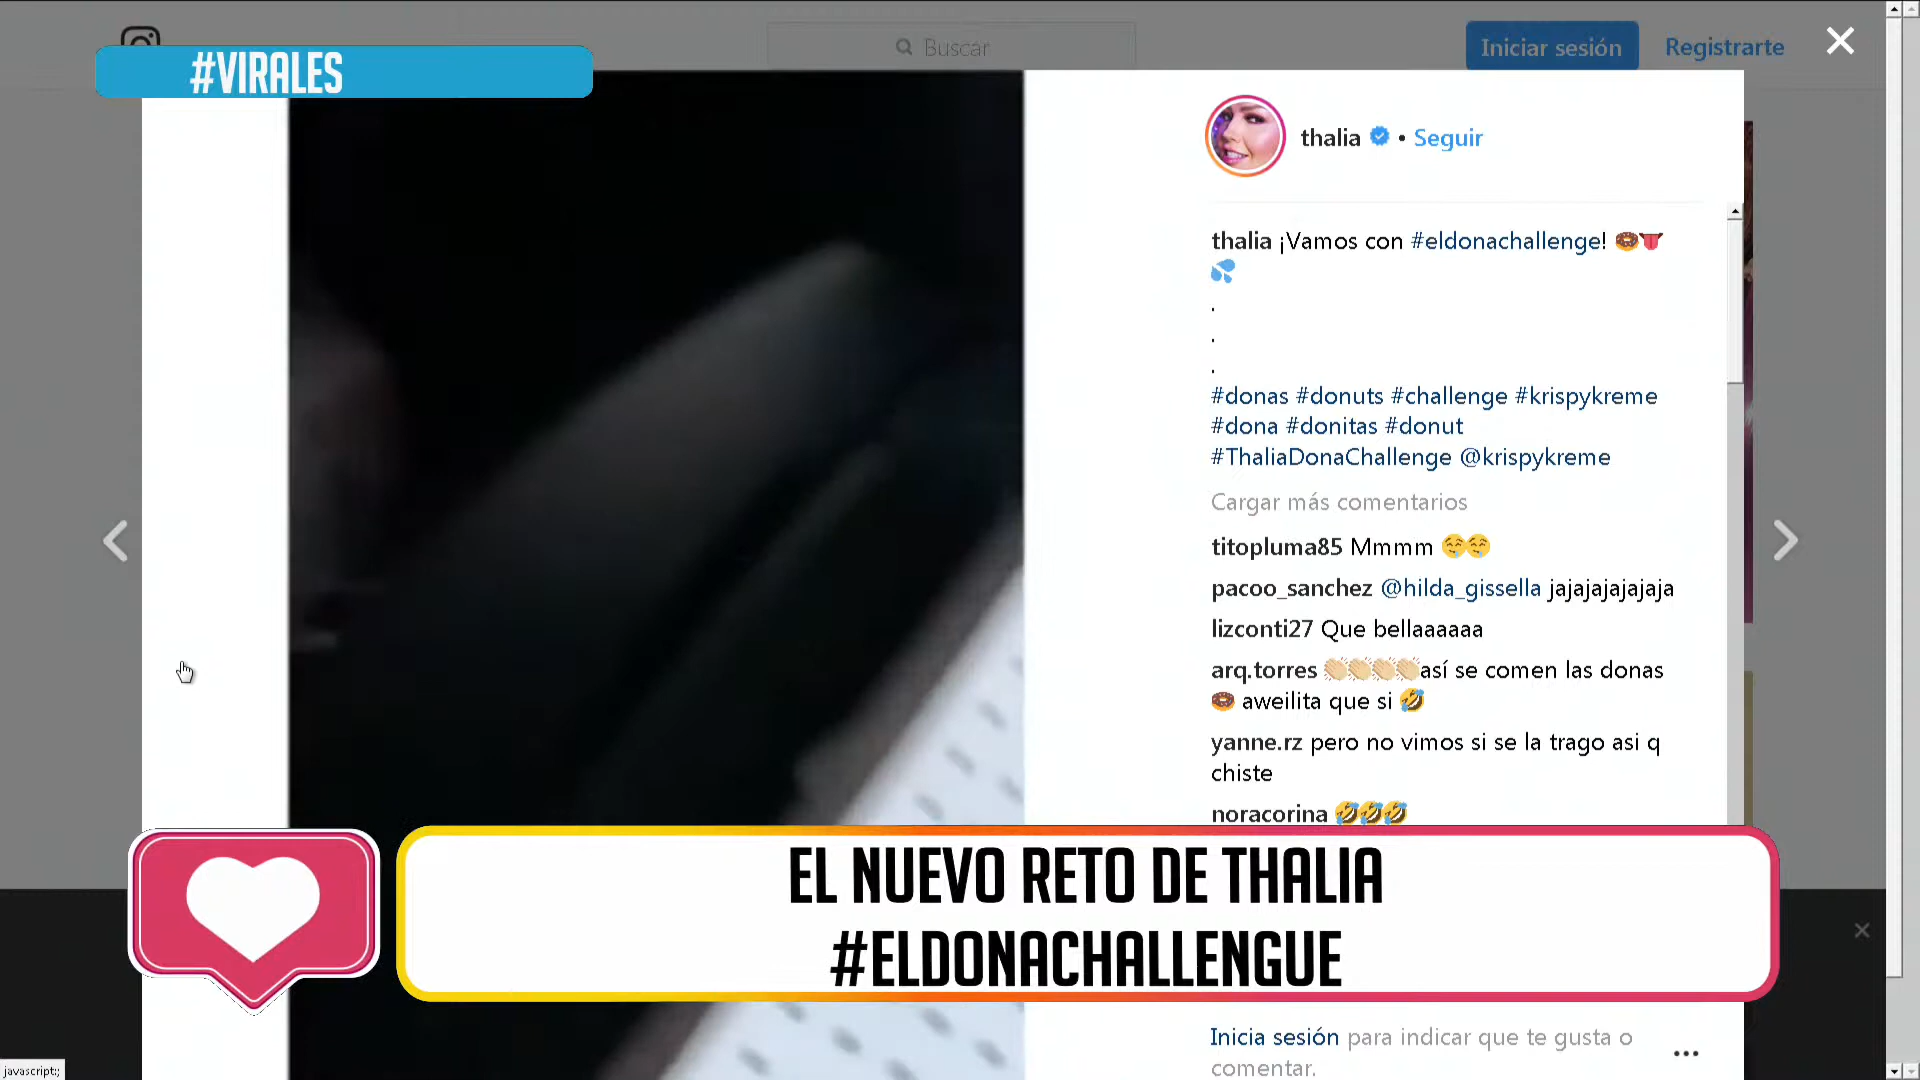 #VIRALES
Buscar
Iniciar sesión
Registrarte
thalia • Seguir
thalia ¡Vamos con #eldonachallenge! 🍩👅
💦
.
.
.
#donas #donuts #challenge #krispykreme
#dona #donitas #donut
#ThaliaDonaChallenge @krispykreme
Cargar más comentarios
titopluma85 Mmmm 🤤🤤
pacoo_sanchez @hilda_gissella jajajajajajaja
lizconti27 Que bellaaaaaa
arq.torres 👏🏼👏🏼👏🏼👏🏼así se comen las donas
🍩 aweilita que si 🤣
yanne.rz pero no vimos si se la trago asi q
chiste
noracorina 🤣🤣🤣
EL NUEVO RETO DE THALIA
#ELDONACHALLENGUE
Inicia sesión para indicar que te gusta o
comentar.
javascript:;